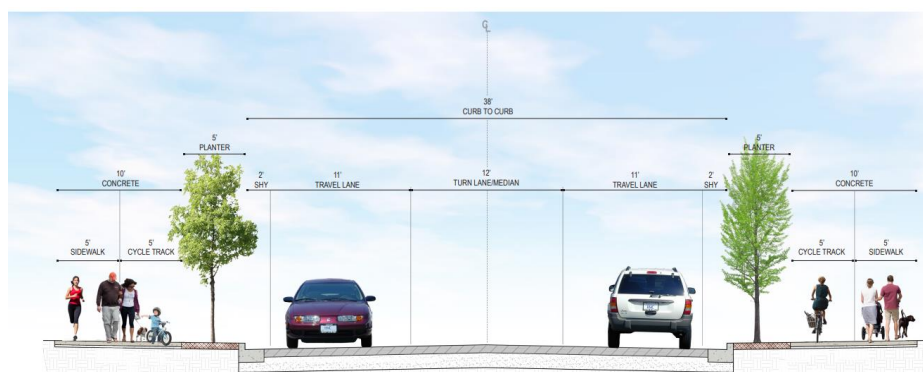 ℄
38'
CURB TO CURB
5'
PLANTER
5'
PLANTER
10'
CONCRETE
2'
SHY
11'
TRAVEL LANE
12'
TURN LANE/MEDIAN
11'
TRAVEL LANE
2'
SHY
10'
CONCRETE
5'
SIDEWALK
5'
CYCLE TRACK
5'
CYCLE TRACK
5'
SIDEWALK